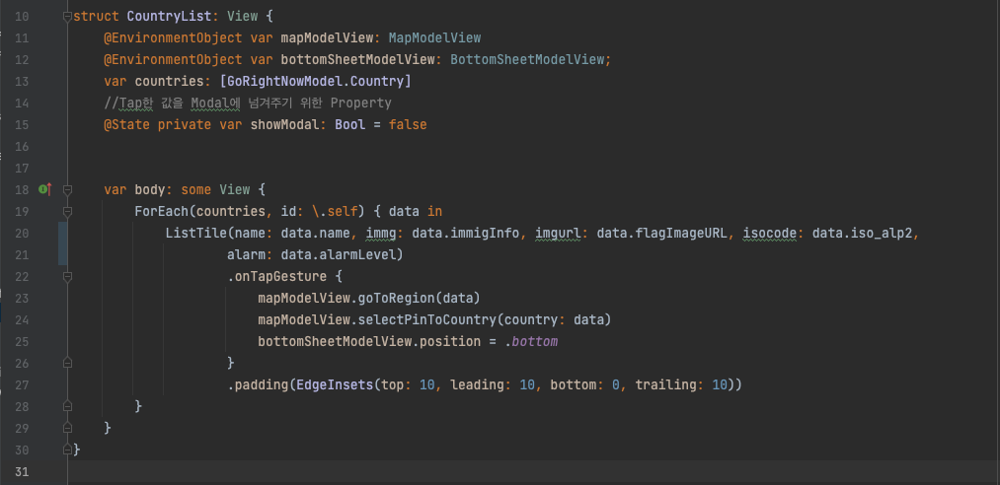 10 struct CountryList: View {
11 @EnvironmentObject var mapModelView: MapModelView
12 @EnvironmentObject var bottomSheetModelView: BottomSheetModelView;
13 var countries: [GoRightNowModel.Country]
14 //Tap한 값을 Modal에 넘겨주기 위한 Property
15 @State private var showModal: Bool = false
16
17
18 var body: some View {
19 ForEach(countries, id: \.self) { data in
20 ListTile(name: data.name, immg: data.immigInfo, imgurl: data.flagImageURL, isocode: data.iso_alp2,
21 alarm: data.alarmLevel)
22 .onTapGesture {
23 mapModelView.goToRegion(data)
24 mapModelView.selectPinToCountry(country: data)
25 bottomSheetModelView.position = .bottom
26 }
27 .padding(EdgeInsets(top: 10, leading: 10, bottom: 0, trailing: 10))
28 }
29 }
30 }
31